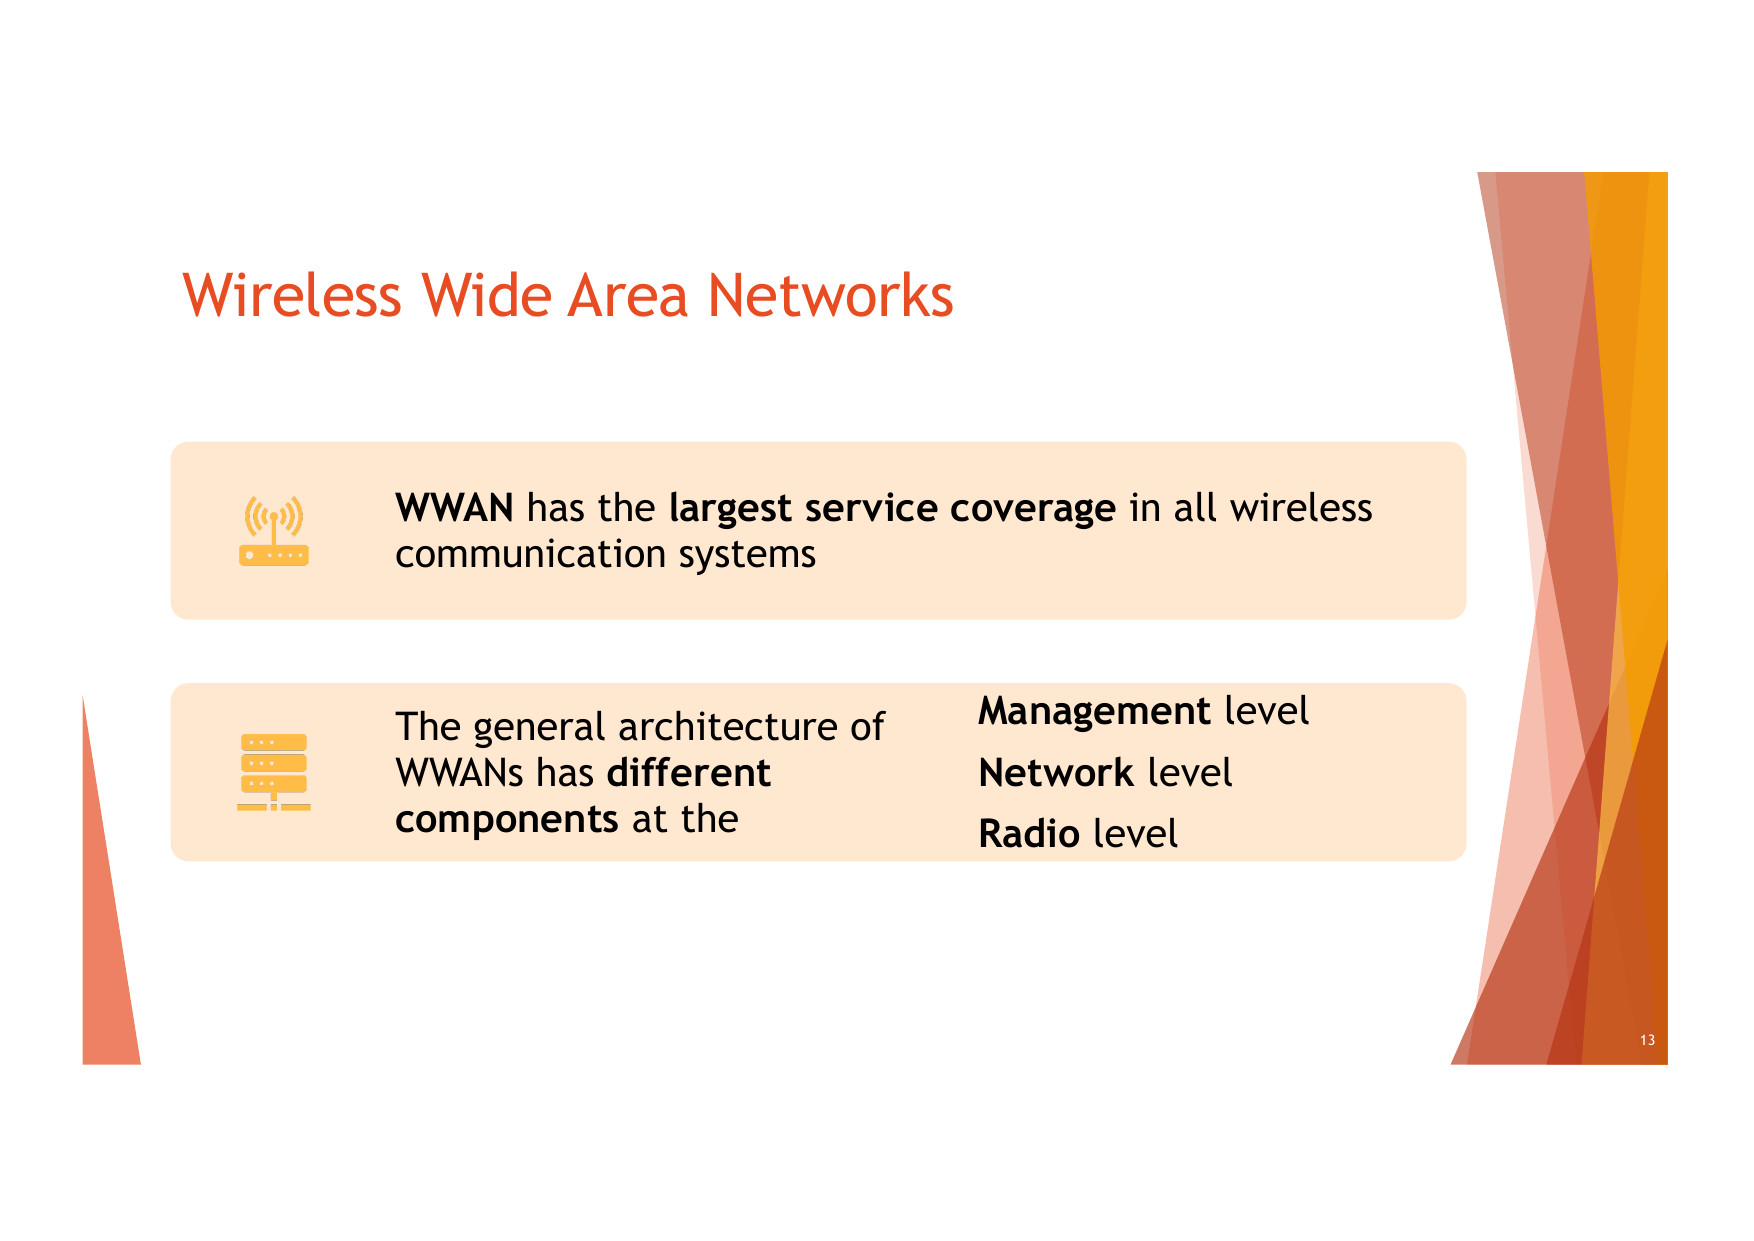 Wireless Wide Area Networks
WWAN has the largest service coverage in all wireless
communication systems
The general architecture of
WWANs has different
components at the
Management level
Network level
Radio level
13